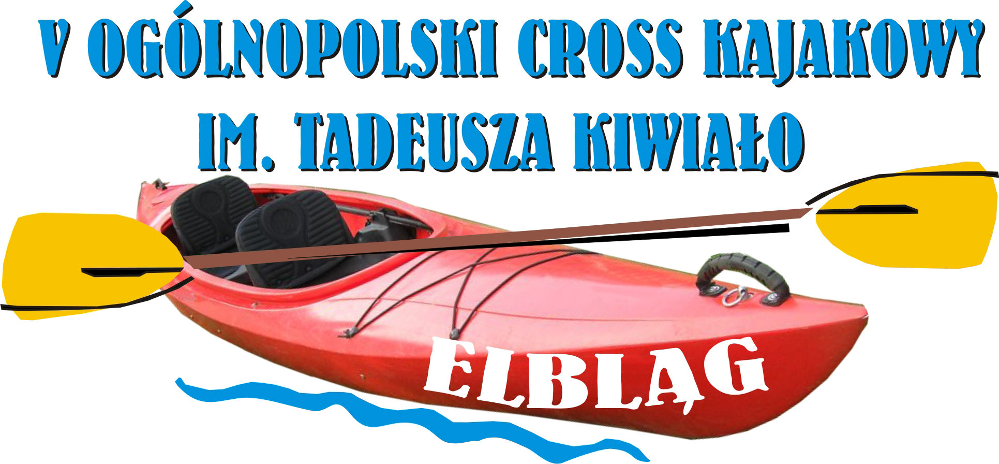 V OGÓLNOPOLSKI CROSS KAJAKOWY
IM. TADEUSZA KIWIAŁO
ELBLĄG